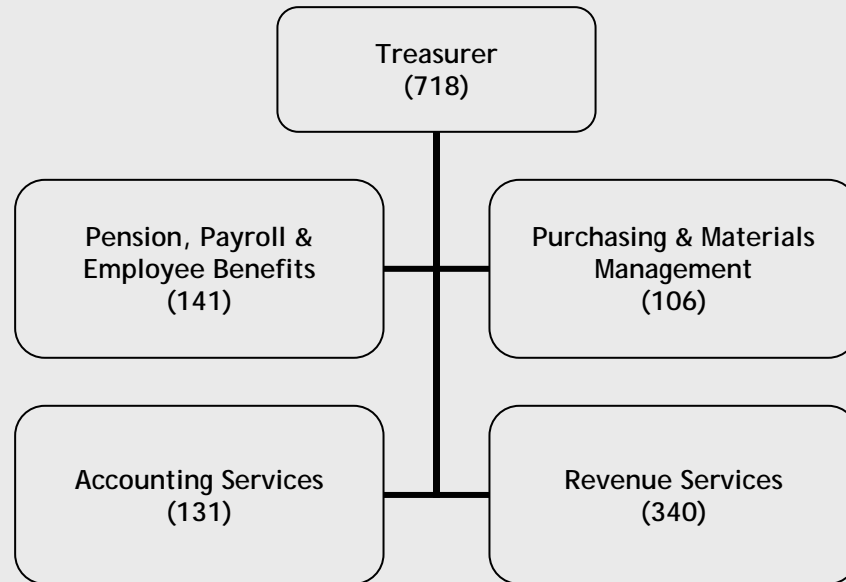 Treasurer
(718)
Pension, Payroll &
Employee Benefits
(141)
Purchasing & Materials
Management
(106)
Accounting Services
(131)
Revenue Services
(340)